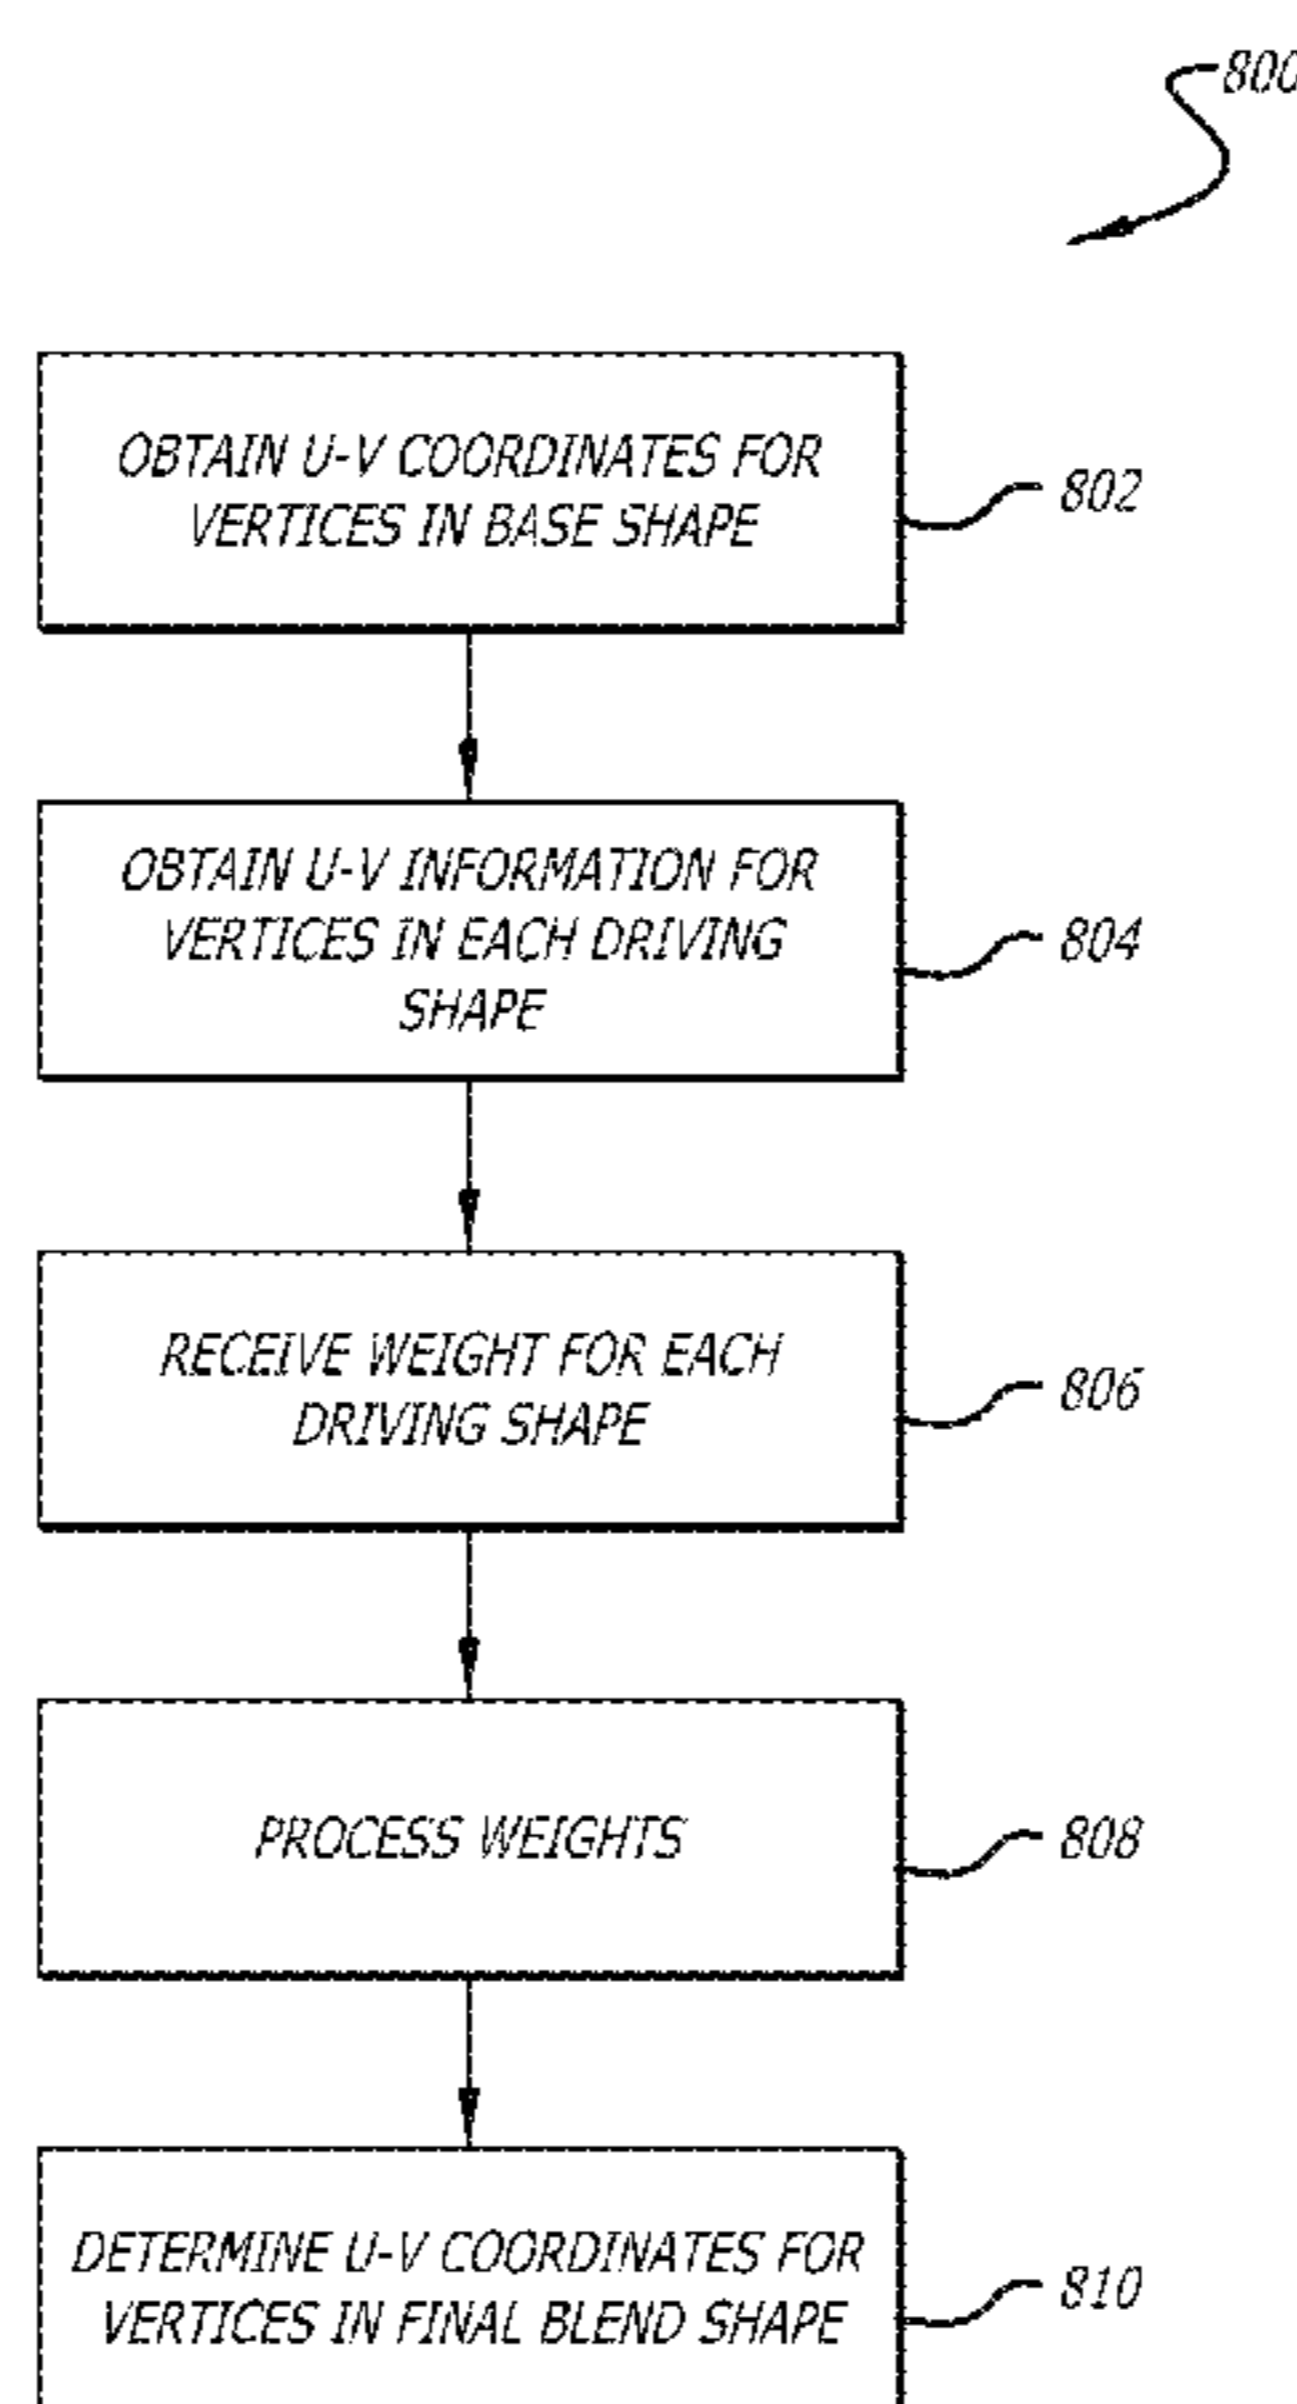 800
OBTAIN U-V COORDINATES FOR
VERTICES IN BASE SHAPE
802
OBTAIN U-V INFORMATION FOR
VERTICES IN EACH DRIVING
SHAPE
804
RECEIVE WEIGHT FOR EACH
DRIVING SHAPE
806
PROCESS WEIGHTS
808
DETERMINE U-V COORDINATES FOR
VERTICES IN FINAL BLEND SHAPE
810